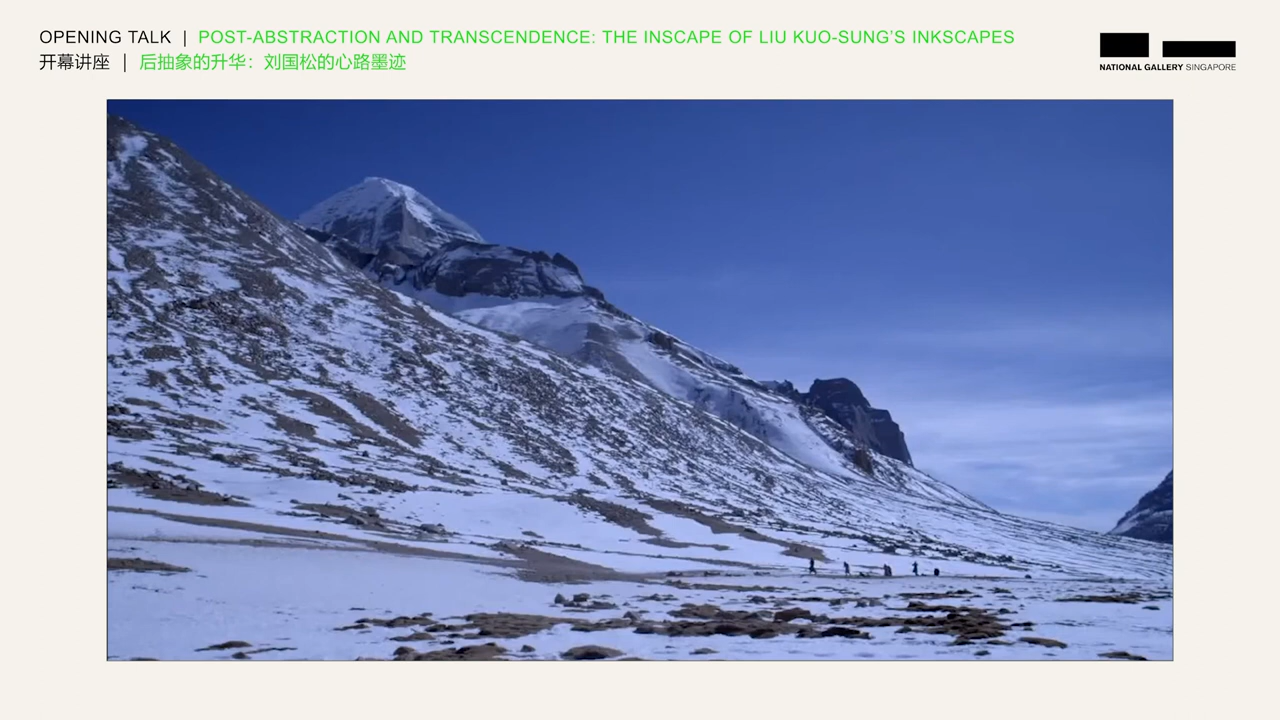 OPENING TALK | POST-ABSTRACTION AND TRANSCENDENCE: THE INSCAPE OF LIU KUO-SUNG'S INKSCAPES
开幕讲座 | 后抽象的升华：刘国松的心路墨迹
NATIONAL GALLERY SINGAPORE